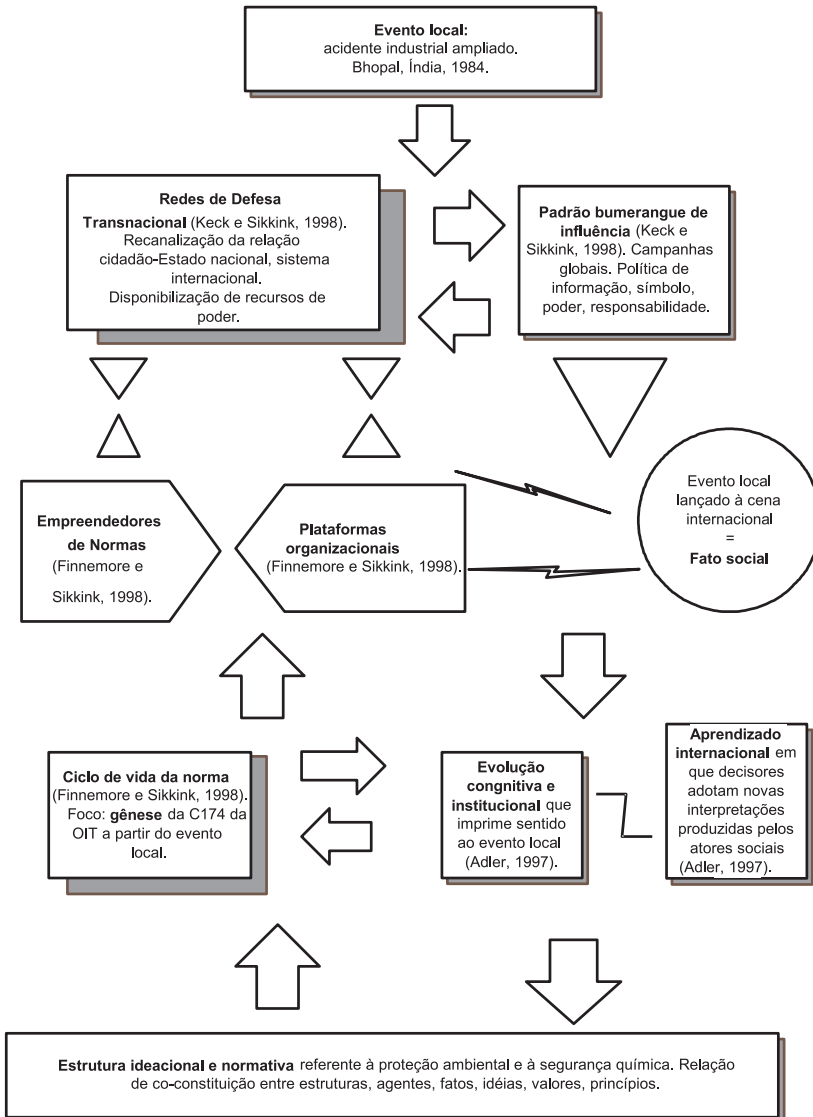 Evento local:
acidente industrial ampliado.
Bhopal, Índia, 1984.
Redes de Defesa
Transnacional (Keck e Sikkink, 1998).
Recanalização da relação
cidadão-Estado nacional, sistema
internacional.
Disponibilização de recursos de
poder.
Padrão bumerangue de
influência (Keck e
Sikkink, 1998). Campanhas
globais. Política de
informação, símbolo,
poder, responsabilidade.
Empreendedores
de Normas
(Finnemore e
Sikkink, 1998).
Plataformas
organizacionais
(Finnemore e Sikkink, 1998).
Evento local
lançado à cena
internacional
=
Fato social
Ciclo de vida da norma
(Finnemore e Sikkink, 1998).
Foco: gênese da C174 da
OIT a partir do evento
local.
Evolução congnitiva e
institucional que
imprime sentido
ao evento local
(Adler, 1997).
Aprendizado
internacional em
que decisores
adotam novas
interpretações
produzidas pelos
atores sociais
(Adler, 1997).
Estrutura ideacional e normativa referente à proteção ambiental e à segurança química. Relação
de co-constituição entre estruturas, agentes, fatos, idéias, valores, princípios.